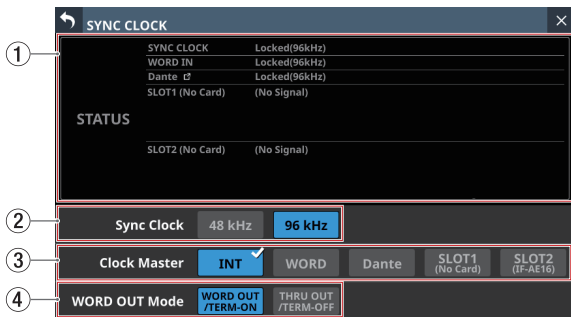 SYNC CLOCK
1
SYNC CLOCK Locked(96kHz)
WORD IN Locked(96kHz)
Dante Locked(96kHz)
SLOT1 (No Card) (No Signal)
STATUS
SLOT2 (No Card) (No Signal)
2 Sync Clock 48 kHz 96 kHz
3 Clock Master INT WORD Dante SLOT1 (No Card) SLOT2 (IF-AE16)
4 WORD OUT Mode WORD OUT /TERM-ON THRU OUT /TERM-OFF